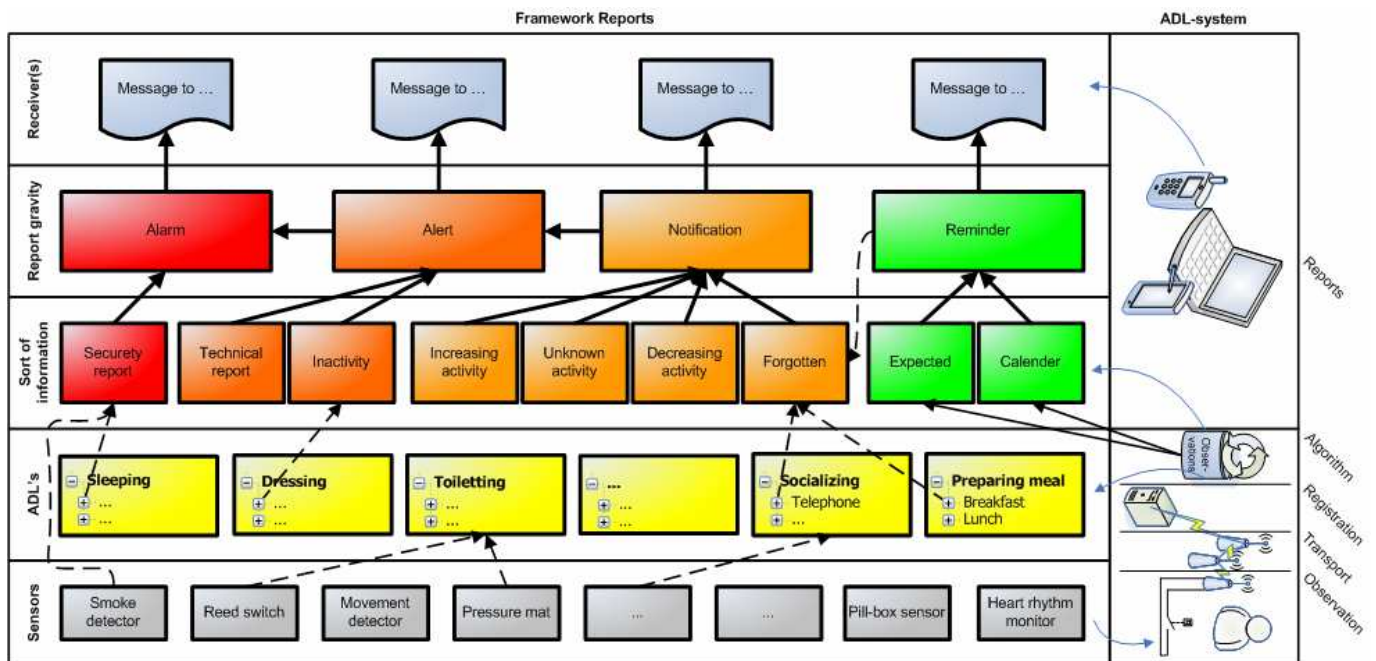 Framework Reports
ADL-system
Receiver(s)
Message to ...
Message to ...
Message to ...
Message to ...
Report gravity
Alarm
Alert
Notification
Reminder
Reports
Sort of
information
Securety
report
Technical
report
Inactivity
Increasing
activity
Unknown
activity
Decreasing
activity
Forgotten
Expected
Calender
ADL's
Sleeping
...
...
Dressing
...
...
Toiletting
...
...
...
...
...
Socializing
Telephone
...
Preparing meal
Breakfast
Lunch
Obser-
vations
Algorithm
Registration
Transport
Observation
Sensors
Smoke
detector
Reed switch
Movement
detector
Pressure mat
...
...
Pill-box sensor
Heart rhythm
monitor